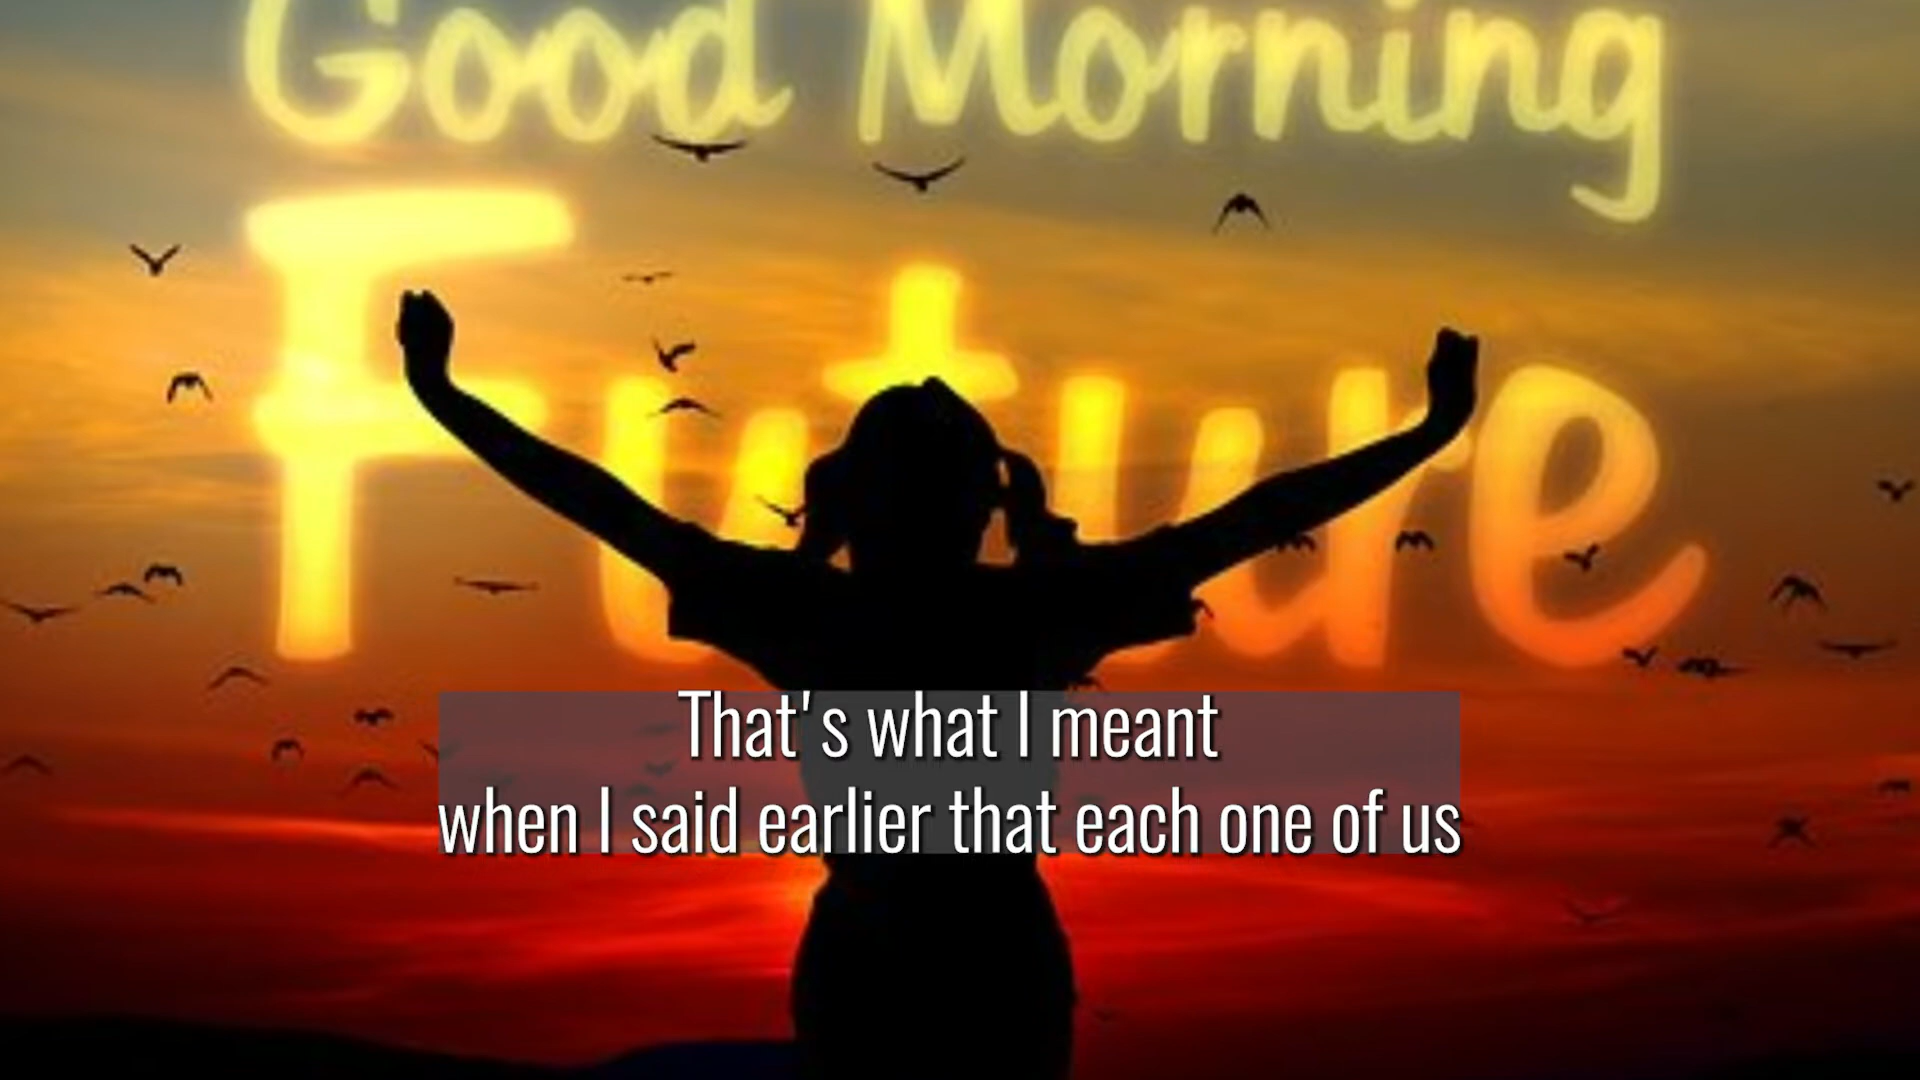 Good Morning
Future
That's what I meant
when I said earlier that each one of us